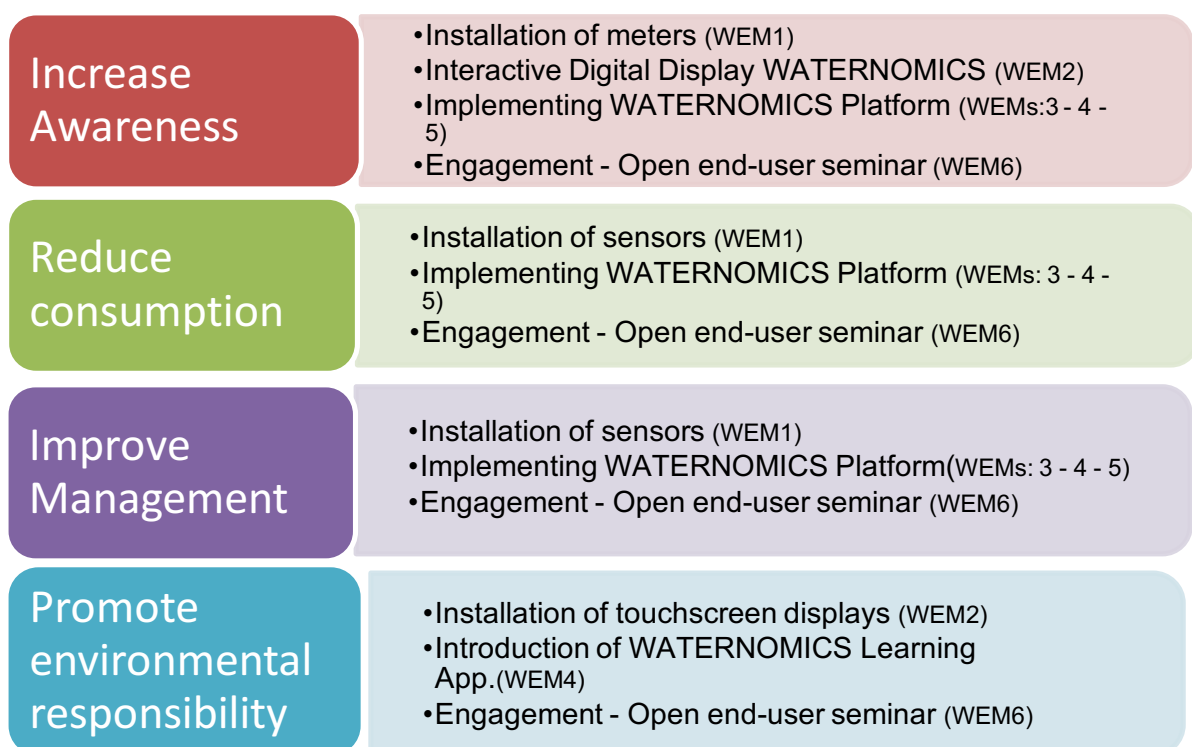 Increase
Awareness
•Installation of meters (WEM1)
•Interactive Digital Display WATERNOMICS (WEM2)
•Implementing WATERNOMICS Platform (WEMs:3 - 4 -
5)
•Engagement - Open end-user seminar (WEM6)
Reduce
consumption
•Installation of sensors (WEM1)
•Implementing WATERNOMICS Platform (WEMs: 3 - 4 -
5)
•Engagement - Open end-user seminar (WEM6)
Improve
Management
•Installation of sensors (WEM1)
•Implementing WATERNOMICS Platform(WEMs: 3 - 4 - 5)
•Engagement - Open end-user seminar (WEM6)
Promote
environmental
responsibility
•Installation of touchscreen displays (WEM2)
•Introduction of WATERNOMICS Learning
App.(WEM4)
•Engagement - Open end-user seminar (WEM6)